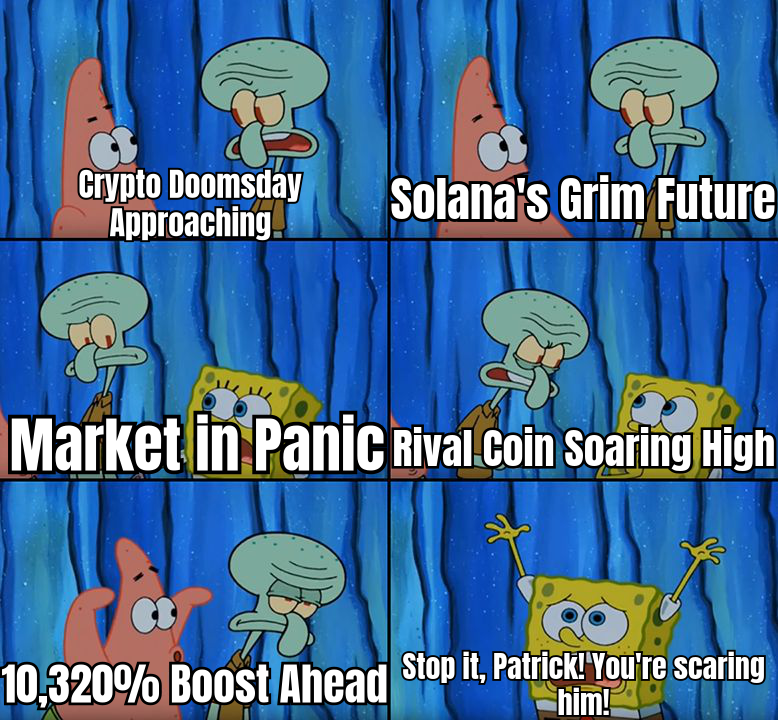 Crypto Doomsday
Approaching
Solana's Grim Future
Market in Panic
Rival Coin Soaring High
10,320% Boost Ahead
Stop it, Patrick! You're scaring
him!